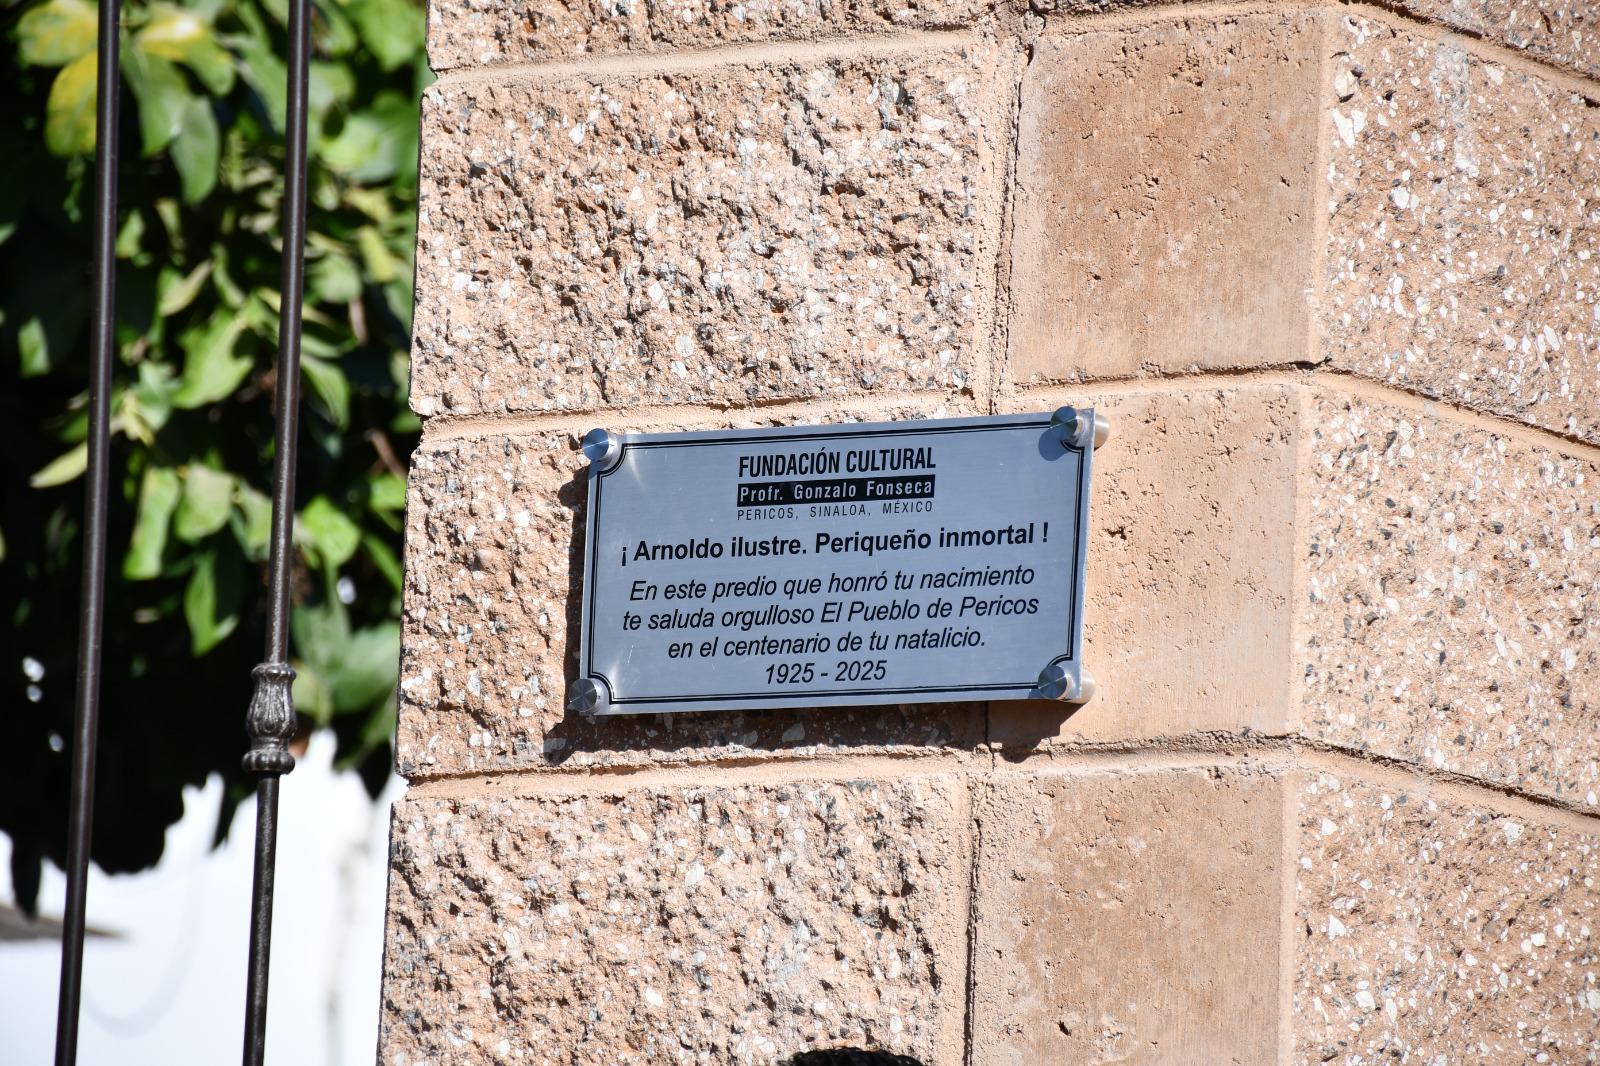 FUNDACIÓN CULTURAL
Profr. Gonzalo Fonseca
PERICOS, SINALOA, MÉXICO
¡ Arnoldo ilustre. Periqueño inmortal !
En este predio que honró tu nacimiento
te saluda orgulloso El Pueblo de Pericos
en el centenario de tu natalicio.
1925 - 2025